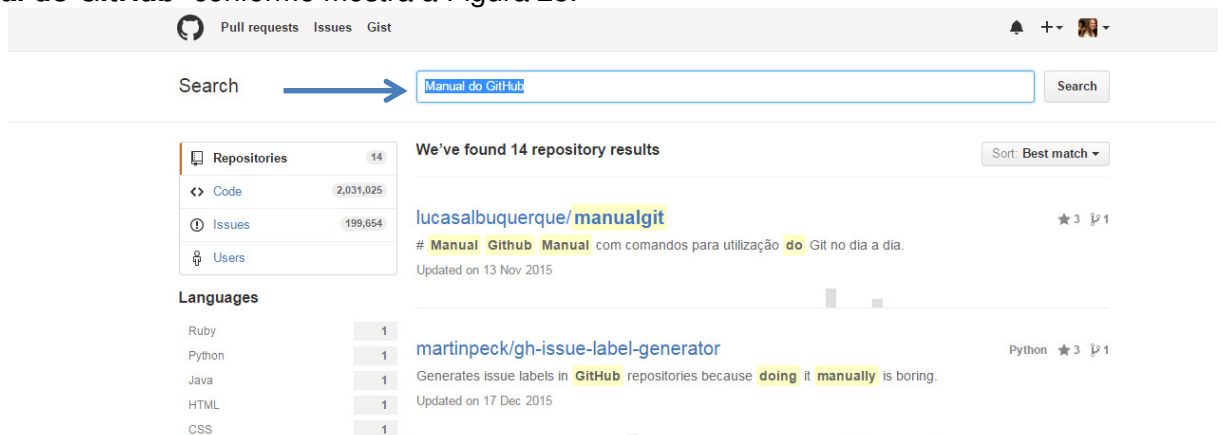 conforme mostra a Figura
Pull requests Issues Gist
Search
Manual do GitHub
Search
Repositories 14
Code 2,031,025
Issues 199,654
Users
Languages
Ruby 1
Python 1
Java 1
HTML 1
CSS 1
We've found 14 repository results
Sort: Best match
lucasalbuquerque/manualgit
3 1
# Manual Github Manual com comandos para utilização do Git no dia a dia.
Updated on 13 Nov 2015
martinpeck/gh-issue-label-generator
Python 3 1
Generates issue labels in GitHub repositories because doing it manually is boring.
Updated on 17 Dec 2015